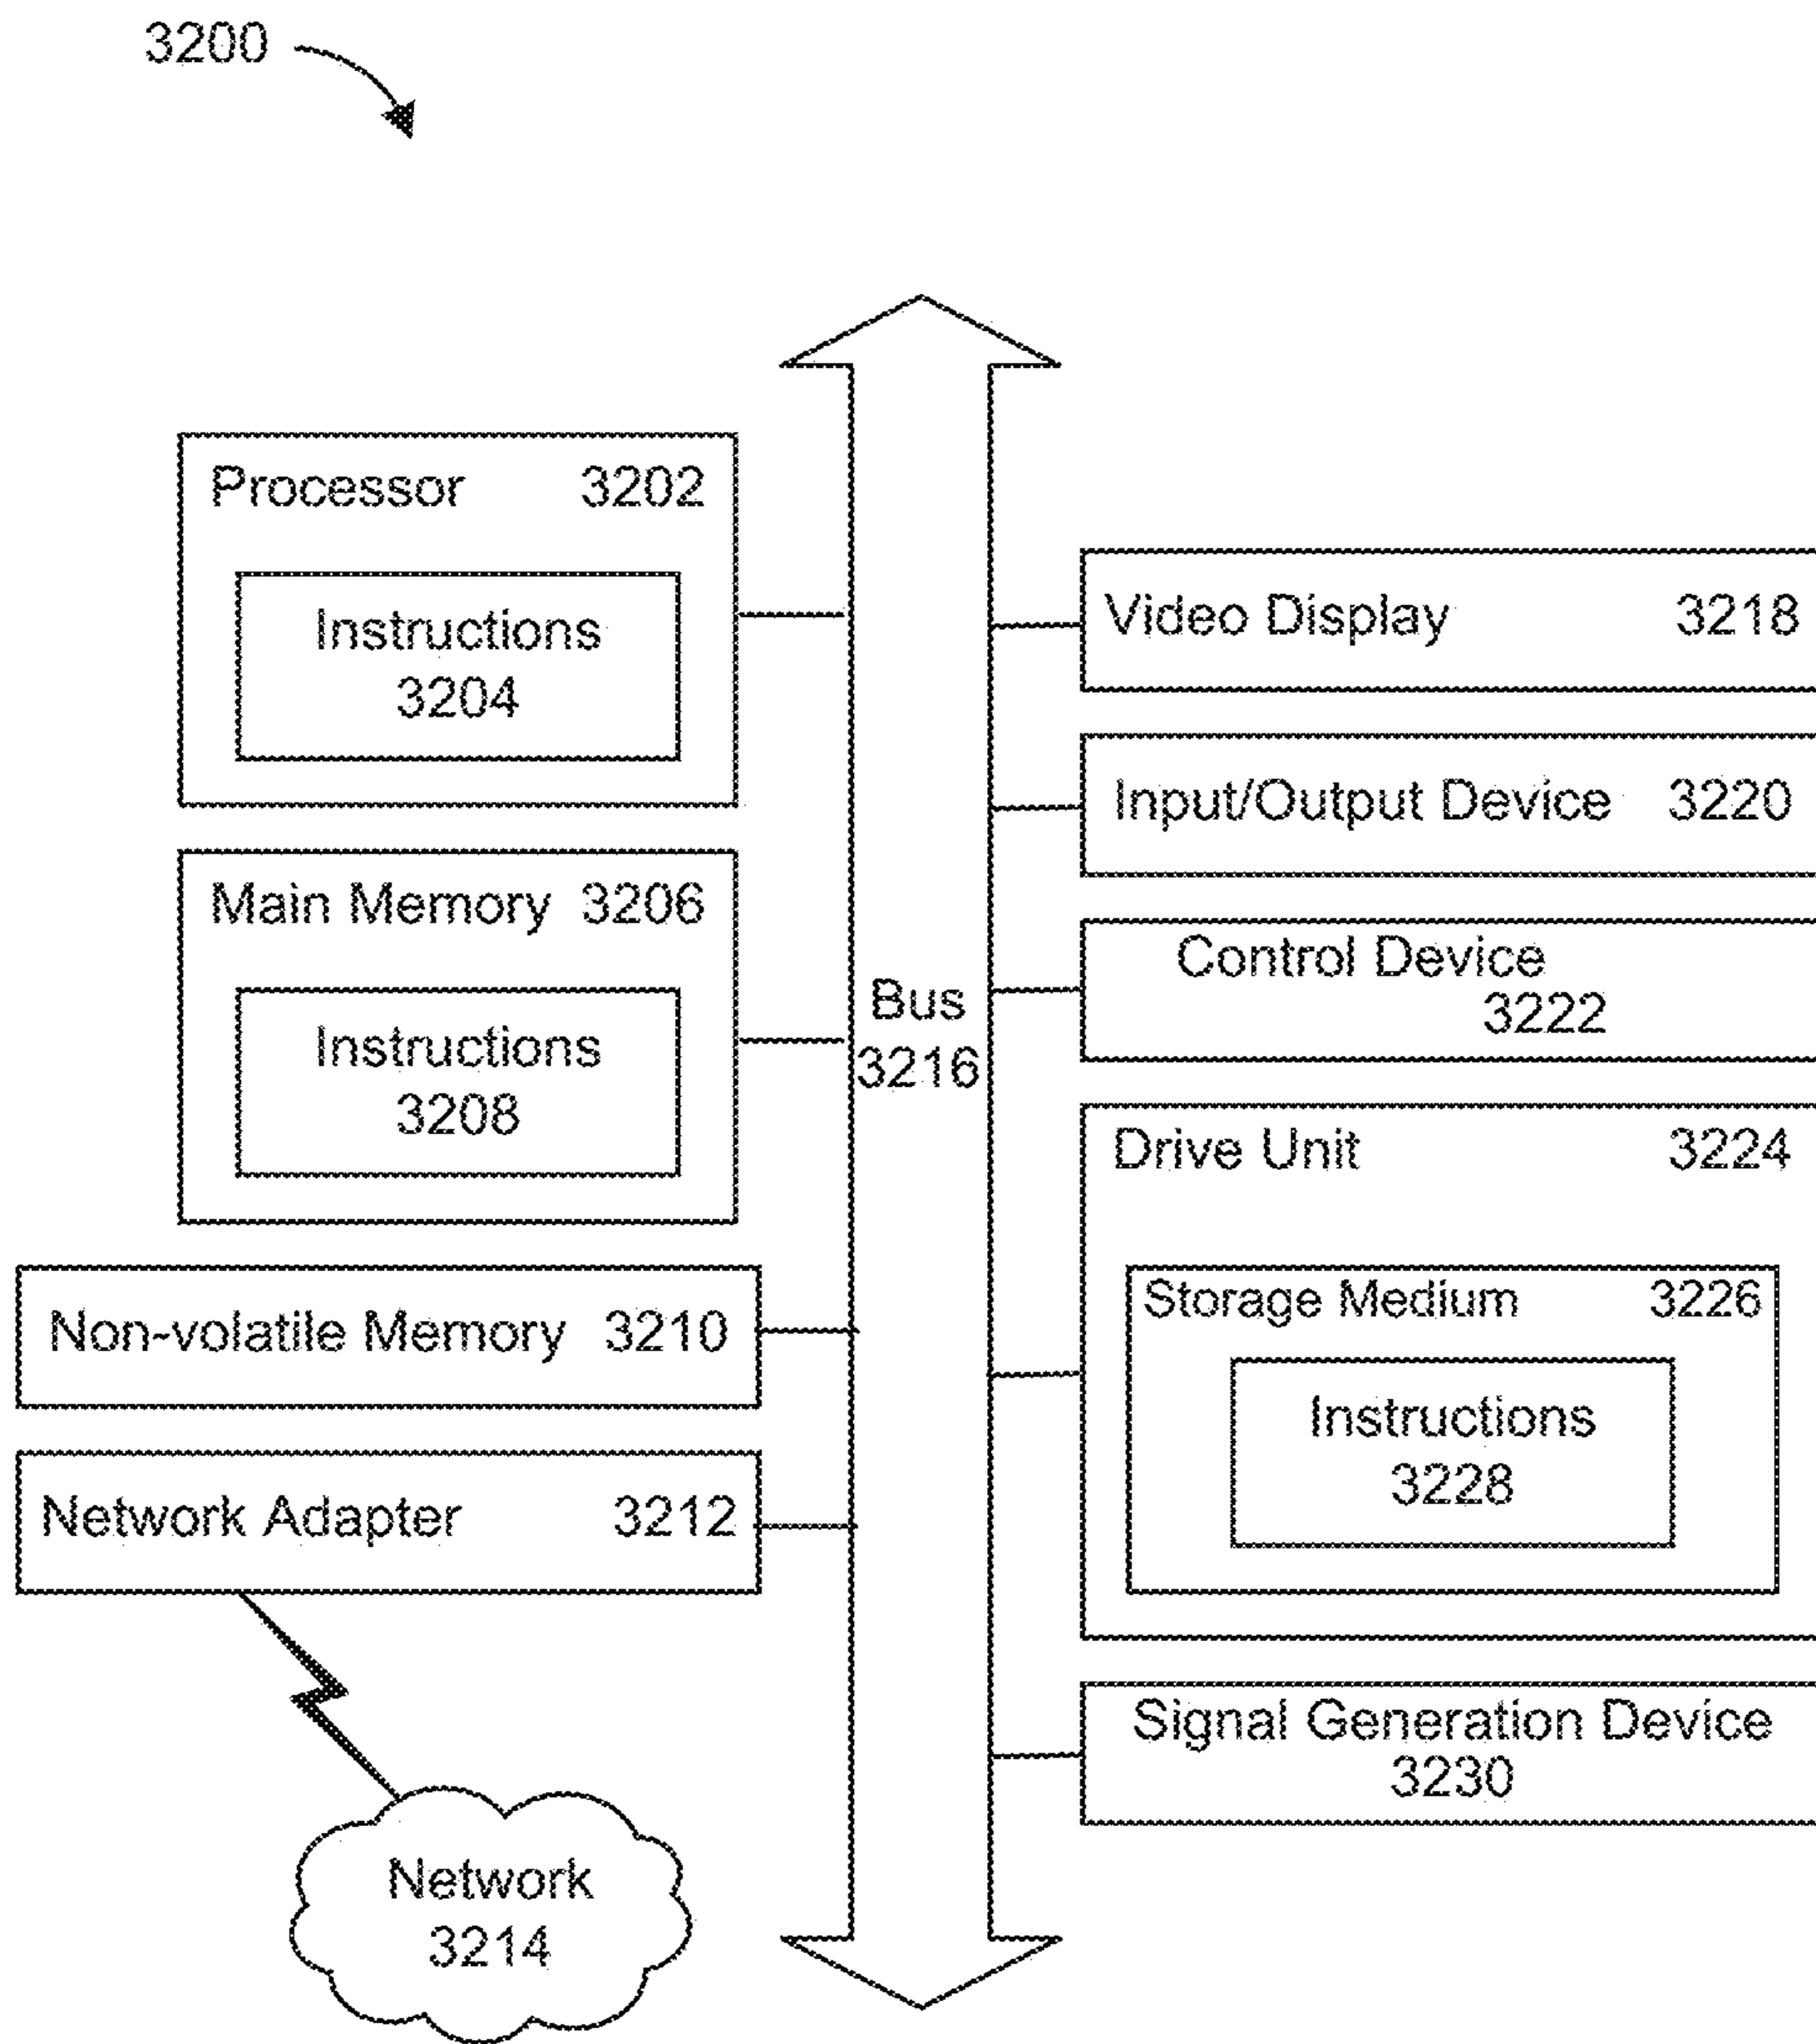 3200
Processor 3202
Instructions
3204
Main Memory 3206
Instructions
3208
Non-volatile Memory 3210
Network Adapter 3212
Network
3214
Bus
3216
Video Display 3218
Input/Output Device 3220
Control Device
3222
Drive Unit 3224
Storage Medium 3226
Instructions
3228
Signal Generation Device
3230